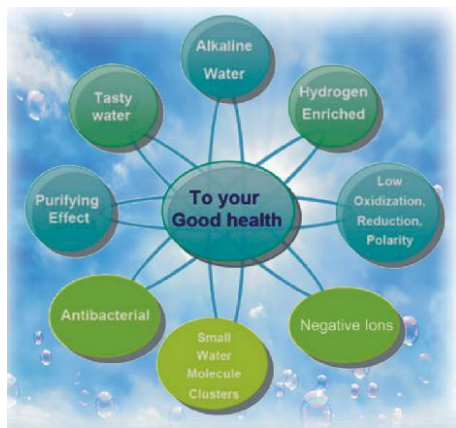 Alkaline
Water
Hydrogen
Enriched
Low
Oxidization,
Reduction,
Polarity
Negative Ions
Small
Water
Molecule
Clusters
Antibacterial
Purifying
Effect
Tasty
water
To your
Good health